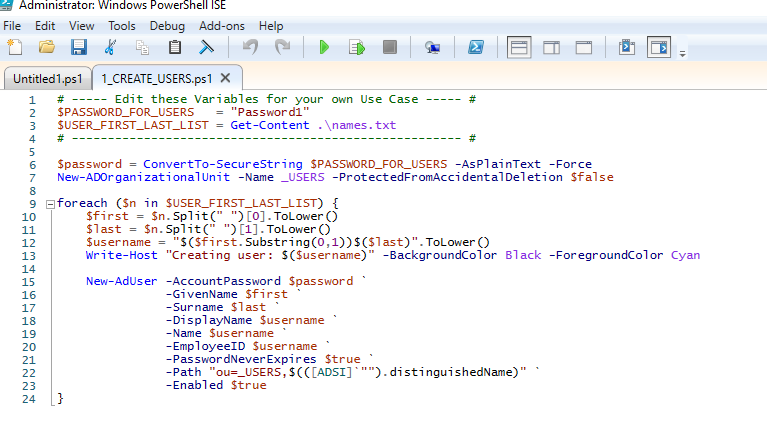 Administrator: Windows PowerShell ISE
File Edit View Tools Debug Add-ons Help
Untitled1.ps1 1_CREATE_USERS.ps1 X
1 # ----- Edit these Variables for your own Use Case ----- #
2 $PASSWORD_FOR_USERS   = "Password1"
3 $USER_FIRST_LAST_LIST = Get-Content .\names.txt
4 # ------------------------------------------------------ #
5
6 $password = ConvertTo-SecureString $PASSWORD_FOR_USERS -AsPlainText -Force
7 New-ADOrganizationalUnit -Name _USERS -ProtectedFromAccidentalDeletion $false
8
9 foreach ($n in $USER_FIRST_LAST_LIST) {
10     $first = $n.Split(" ")[0].ToLower()
11     $last = $n.Split(" ")[1].ToLower()
12     $username = "$($first.Substring(0,1))$($last)".ToLower()
13     Write-Host "Creating user: $($username)" -BackgroundColor Black -ForegroundColor Cyan
14
15     New-AdUser -AccountPassword $password `
16                -GivenName $first `
17                -Surname $last `
18                -DisplayName $username `
19                -Name $username `
20                -EmployeeID $username `
21                -PasswordNeverExpires $true `
22                -Path "ou=_USERS,$(([ADSI]`"").distinguishedName)" `
23                -Enabled $true
24 }